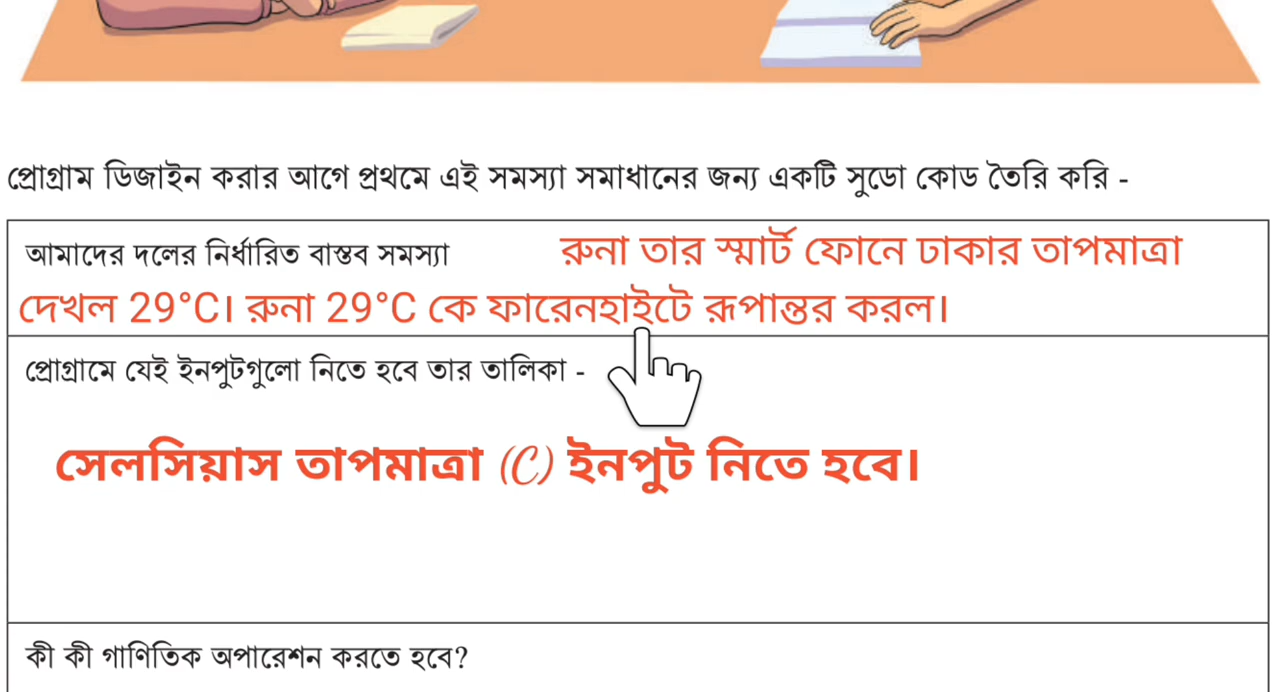 প্রোগ্রাম ডিজাইন করার আগে প্রথমে এই সমস্যা সমাধানের জন্য একটি সুডো কোড তৈরি করি -
আমাদের দলের নির্ধারিত বাস্তব সমস্যা রুনা তার স্মার্ট ফোনে ঢাকার তাপমাত্রা
দেখল 29°C। রুনা 29°C কে ফারেনহাইটে রূপান্তর করল।
প্রোগ্রামে যেই ইনপুটগুলো নিতে হবে তার তালিকা -
সেলসিয়াস তাপমাত্রা (C) ইনপুট নিতে হবে।
কী কী গাণিতিক অপারেশন করতে হবে?